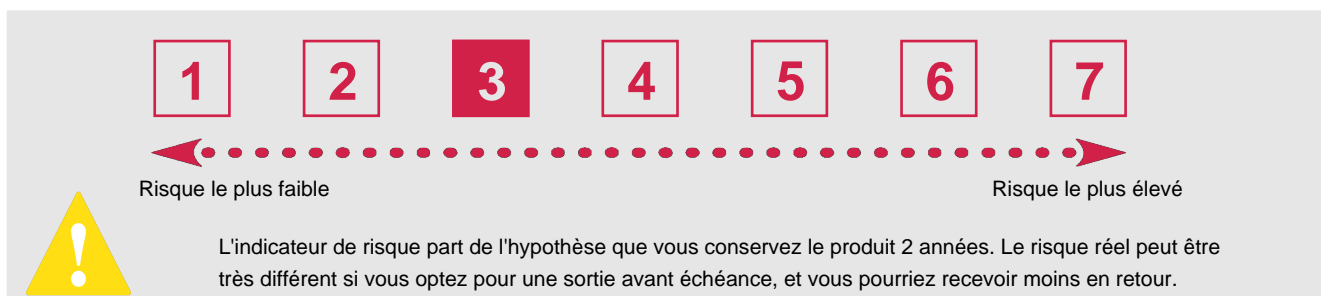 1 2 3 4 5 6 7
Risque le plus faible Risque le plus élevé
!
L'indicateur de risque part de l'hypothèse que vous conservez le produit 2 années. Le risque réel peut être
très différent si vous optez pour une sortie avant échéance, et vous pourriez recevoir moins en retour.